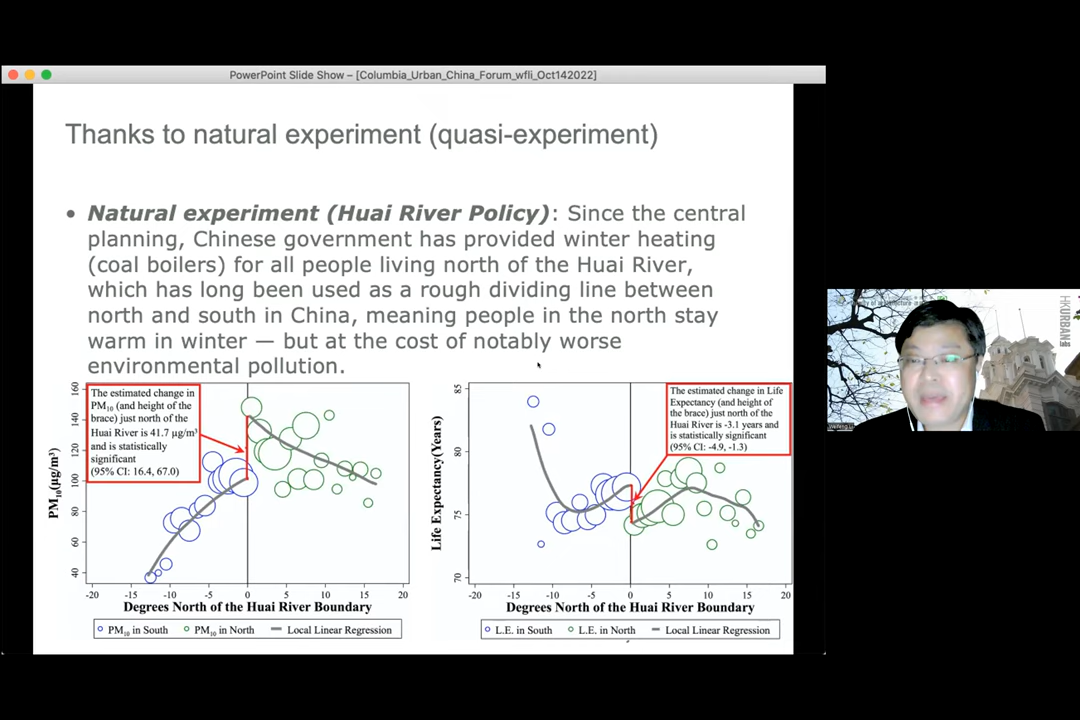 PowerPoint Slide Show – [Columbia_Urban_China_Forum_wfli_Oct142022]
Thanks to natural experiment (quasi-experiment)
• Natural experiment (Huai River Policy): Since the central
planning, Chinese government has provided winter heating
(coal boilers) for all people living north of the Huai River,
which has long been used as a rough dividing line between
north and south in China, meaning people in the north stay
warm in winter — but at the cost of notably worse
environmental pollution.
The estimated change in
PM10 (and height of the
brace) just north of the
Huai River is 41.7 µg/m³
and is statistically
significant
(95% CI: 16.4, 67.0)
PM10(µg/m³)
160
140
120
100
80
60
40
-20 -15 -10 -5 0 5 10 15 20
Degrees North of the Huai River Boundary
PM10 in South PM10 in North Local Linear Regression
The estimated change in Life
Expectancy (and height of
the brace) just north of the
Huai River is -3.1 years and
is statistically significant
(95% CI: -4.9, -1.3)
Life Expectancy(Years)
85
80
75
70
-20 -15 -10 -5 0 5 10 15 20
Degrees North of the Huai River Boundary
L.E. in South L.E. in North Local Linear Regression
HKURBAN
Weifeng Li